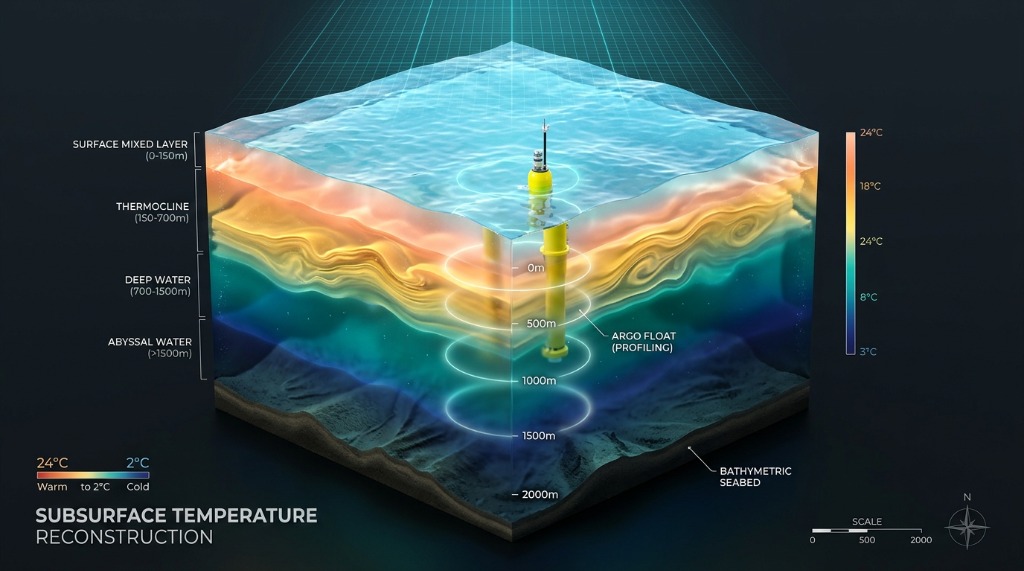 SURFACE MIXED LAYER
(0-150m)
THERMOCLINE
(150-700m)
DEEP WATER
(700-1500m)
ABYSSAL WATER
(>1500m)
0m
500m
1000m
1500m
2000m
ARGO FLOAT
(PROFILING)
BATHYMETRIC
SEABED
24°C
18°C
24°C
8°C
3°C
24°C 2°C
Warm to 2°C Cold
SUBSURFACE TEMPERATURE
RECONSTRUCTION
SCALE
0 500 2000
N